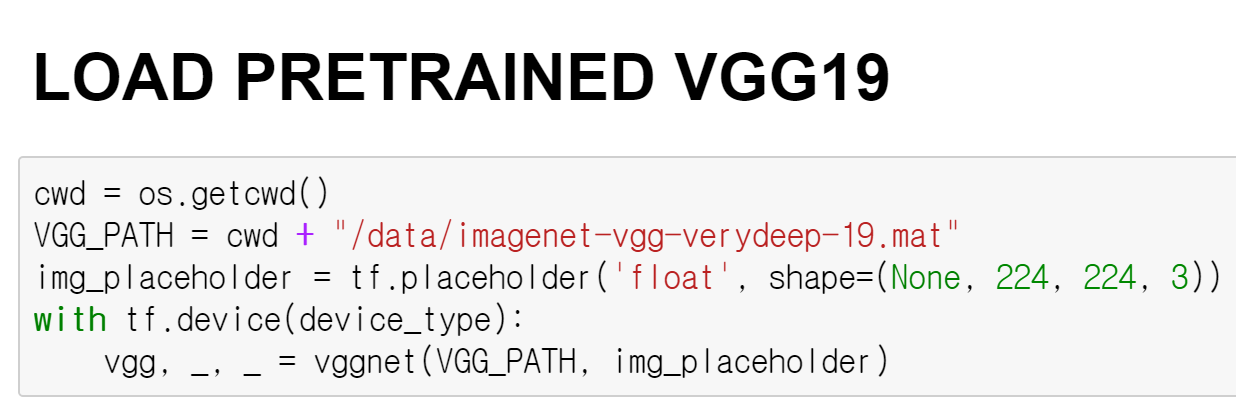 LOAD PRETRAINED VGG19
cwd = os.getcwd()
VGG_PATH = cwd + "/data/imagenet-vgg-verydeep-19.mat"
img_placeholder = tf.placeholder('float', shape=(None, 224, 224, 3))
with tf.device(device_type):
    vgg, _, _ = vggnet(VGG_PATH, img_placeholder)